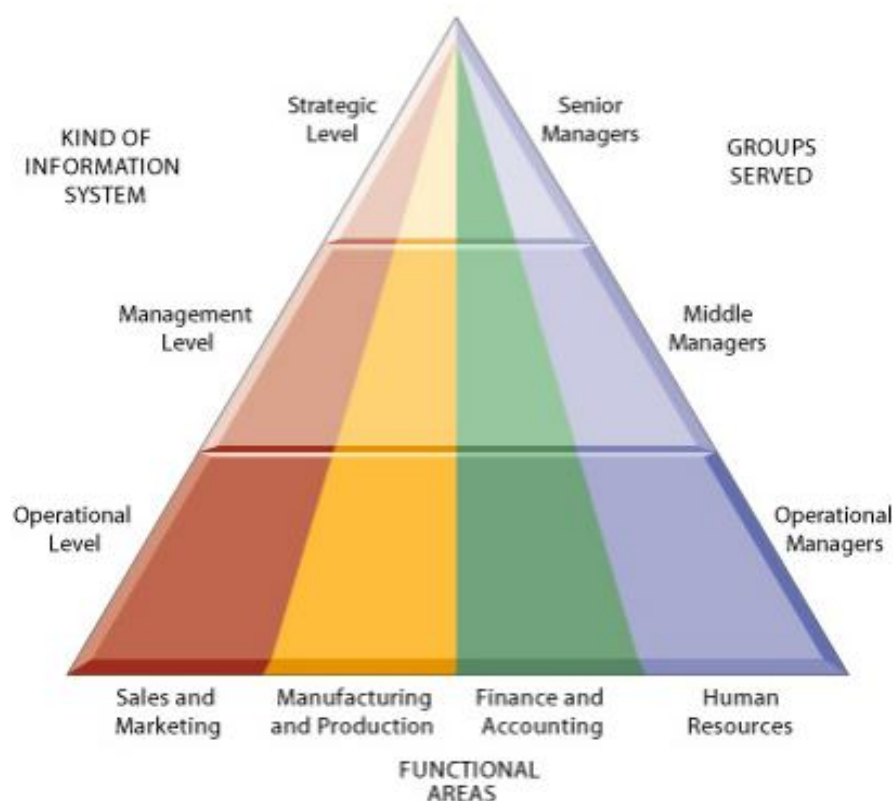 Strategic
Level
Senior
Managers
KIND OF
INFORMATION
SYSTEM
GROUPS
SERVED
Management
Level
Middle
Managers
Operational
Level
Operational
Managers
Sales and
Marketing
Manufacturing
and Production
Finance and
Accounting
Human
Resources
FUNCTIONAL
AREAS